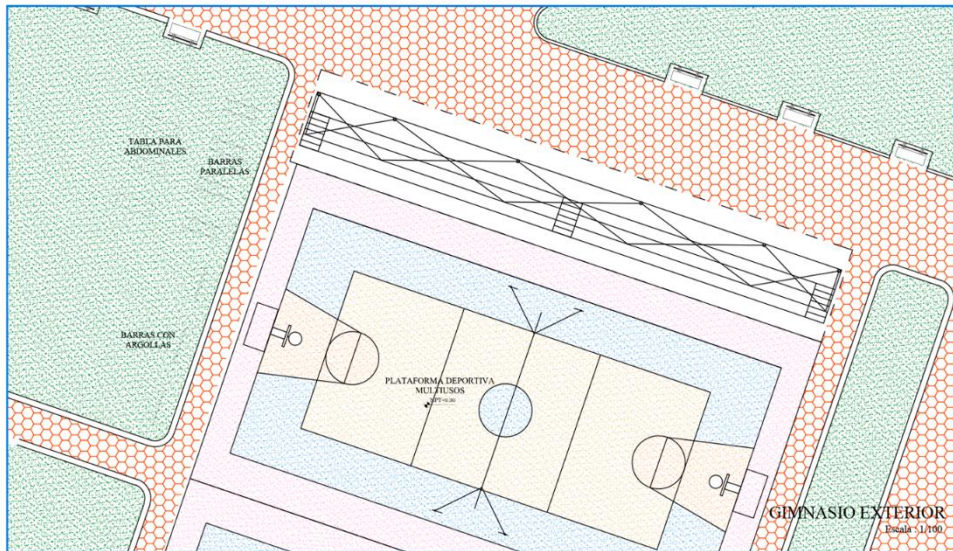 TABLA PARA
ABDOMINALES
BARRAS
PARALELAS
BARRAS CON
ARGOLLAS
PLATAFORMA DEPORTIVA
MULTIUSOS
GIMNASIO EXTERIOR
Escala : 1/100